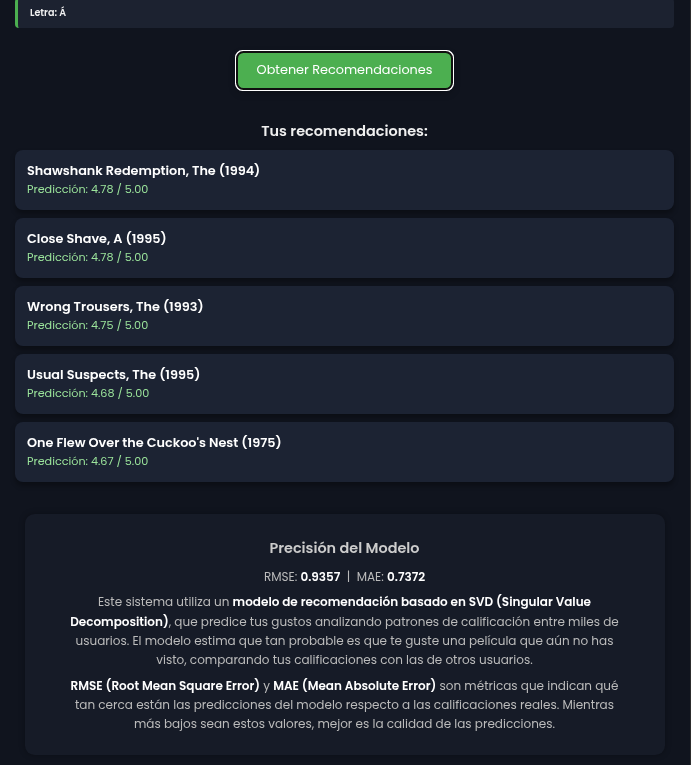 Letra: Á
Obtener Recomendaciones
Tus recomendaciones:
Shawshank Redemption, The (1994)
Predicción: 4.78 / 5.00
Close Shave, A (1995)
Predicción: 4.78 / 5.00
Wrong Trousers, The (1993)
Predicción: 4.75 / 5.00
Usual Suspects, The (1995)
Predicción: 4.68 / 5.00
One Flew Over the Cuckoo's Nest (1975)
Predicción: 4.67 / 5.00
Precisión del Modelo
RMSE: 0.9357 | MAE: 0.7372
Este sistema utiliza un modelo de recomendación basado en SVD (Singular Value
Decomposition), que predice tus gustos analizando patrones de calificación entre miles de
usuarios. El modelo estima que tan probable es que te guste una película que aún no has
visto, comparando tus calificaciones con las de otros usuarios.
RMSE (Root Mean Square Error) y MAE (Mean Absolute Error) son métricas que indican qué
tan cerca están las predicciones del modelo respecto a las calificaciones reales. Mientras
más bajos sean estos valores, mejor es la calidad de las predicciones.